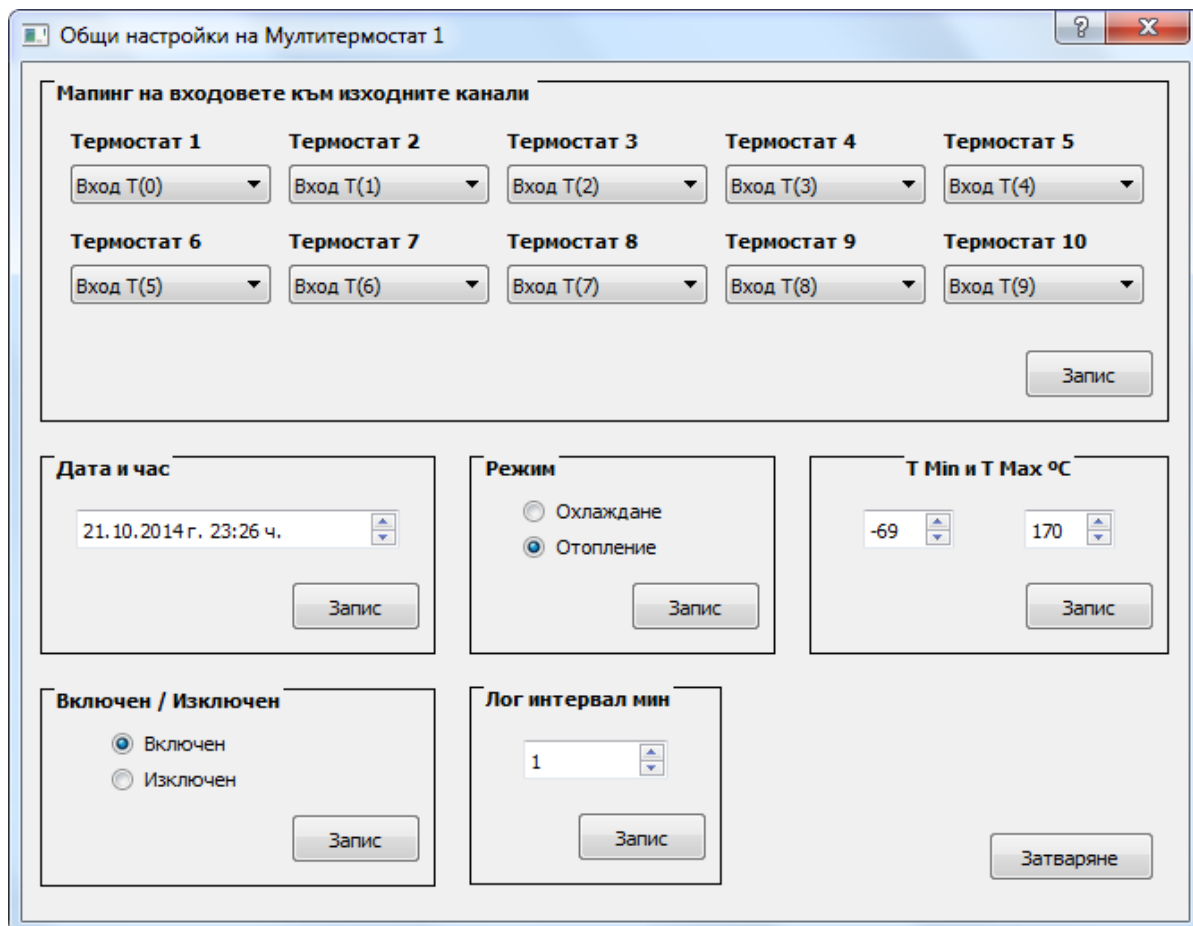 Общи настройки на Мултитермостат 1
Мапинг на входовете към изходните канали
Термостат 1 Термостат 2 Термостат 3 Термостат 4 Термостат 5
Вход T(0) Вход T(1) Вход T(2) Вход T(3) Вход T(4)
Термостат 6 Термостат 7 Термостат 8 Термостат 9 Термостат 10
Вход T(5) Вход T(6) Вход T(7) Вход T(8) Вход T(9)
Запис
Дата и час
21.10.2014 г. 23:26 ч.
Запис
Режим
Охлаждане
Отопление
Запис
T Min и T Max ºC
-69 170
Запис
Включен / Изключен
Включен
Изключен
Запис
Лог интервал мин
1
Запис
Затваряне